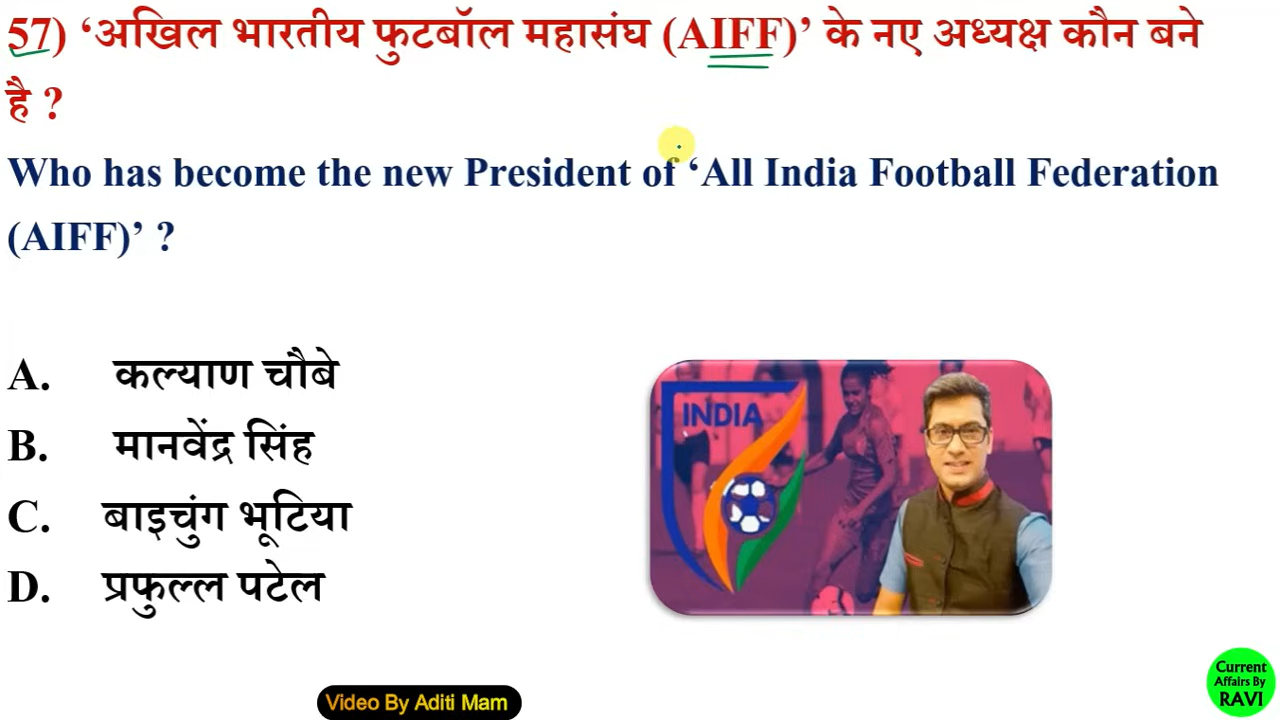 57) ‘अखिल भारतीय फुटबॉल महासंघ (AIFF)’ के नए अध्यक्ष कौन बने
है ?
Who has become the new President of ‘All India Football Federation
(AIFF)’ ?
A. कल्याण चौबे
B. मानवेंद्र सिंह
C. बाइचुंग भूटिया
D. प्रफुल्ल पटेल
INDIA
Video By Aditi Mam
Current
Affairs By
RAVI